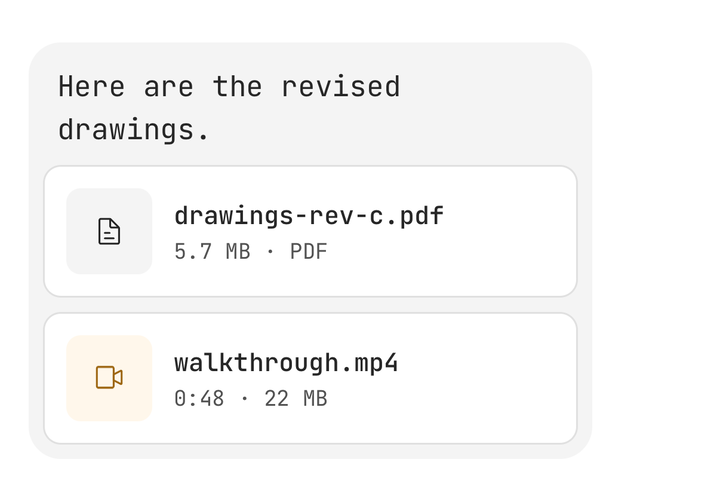 Here are the revised
drawings.
drawings-rev-c.pdf
5.7 MB · PDF
walkthrough.mp4
0:48 · 22 MB